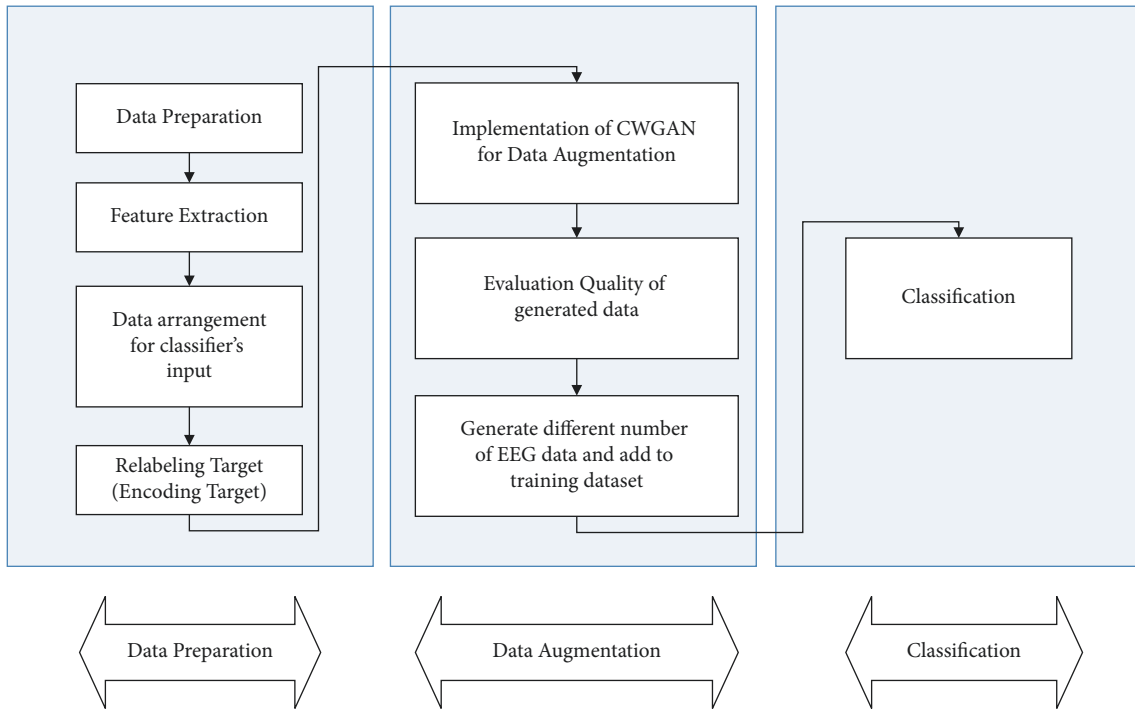 Data Preparation
Feature Extraction
Data arrangement
for classifier's
input
Relabeling Target
(Encoding Target)
Implementation of CWGAN
for Data Augmentation
Evaluation Quality of
generated data
Generate different number
of EEG data and add to
training dataset
Classification
Data Preparation
Data Augmentation
Classification